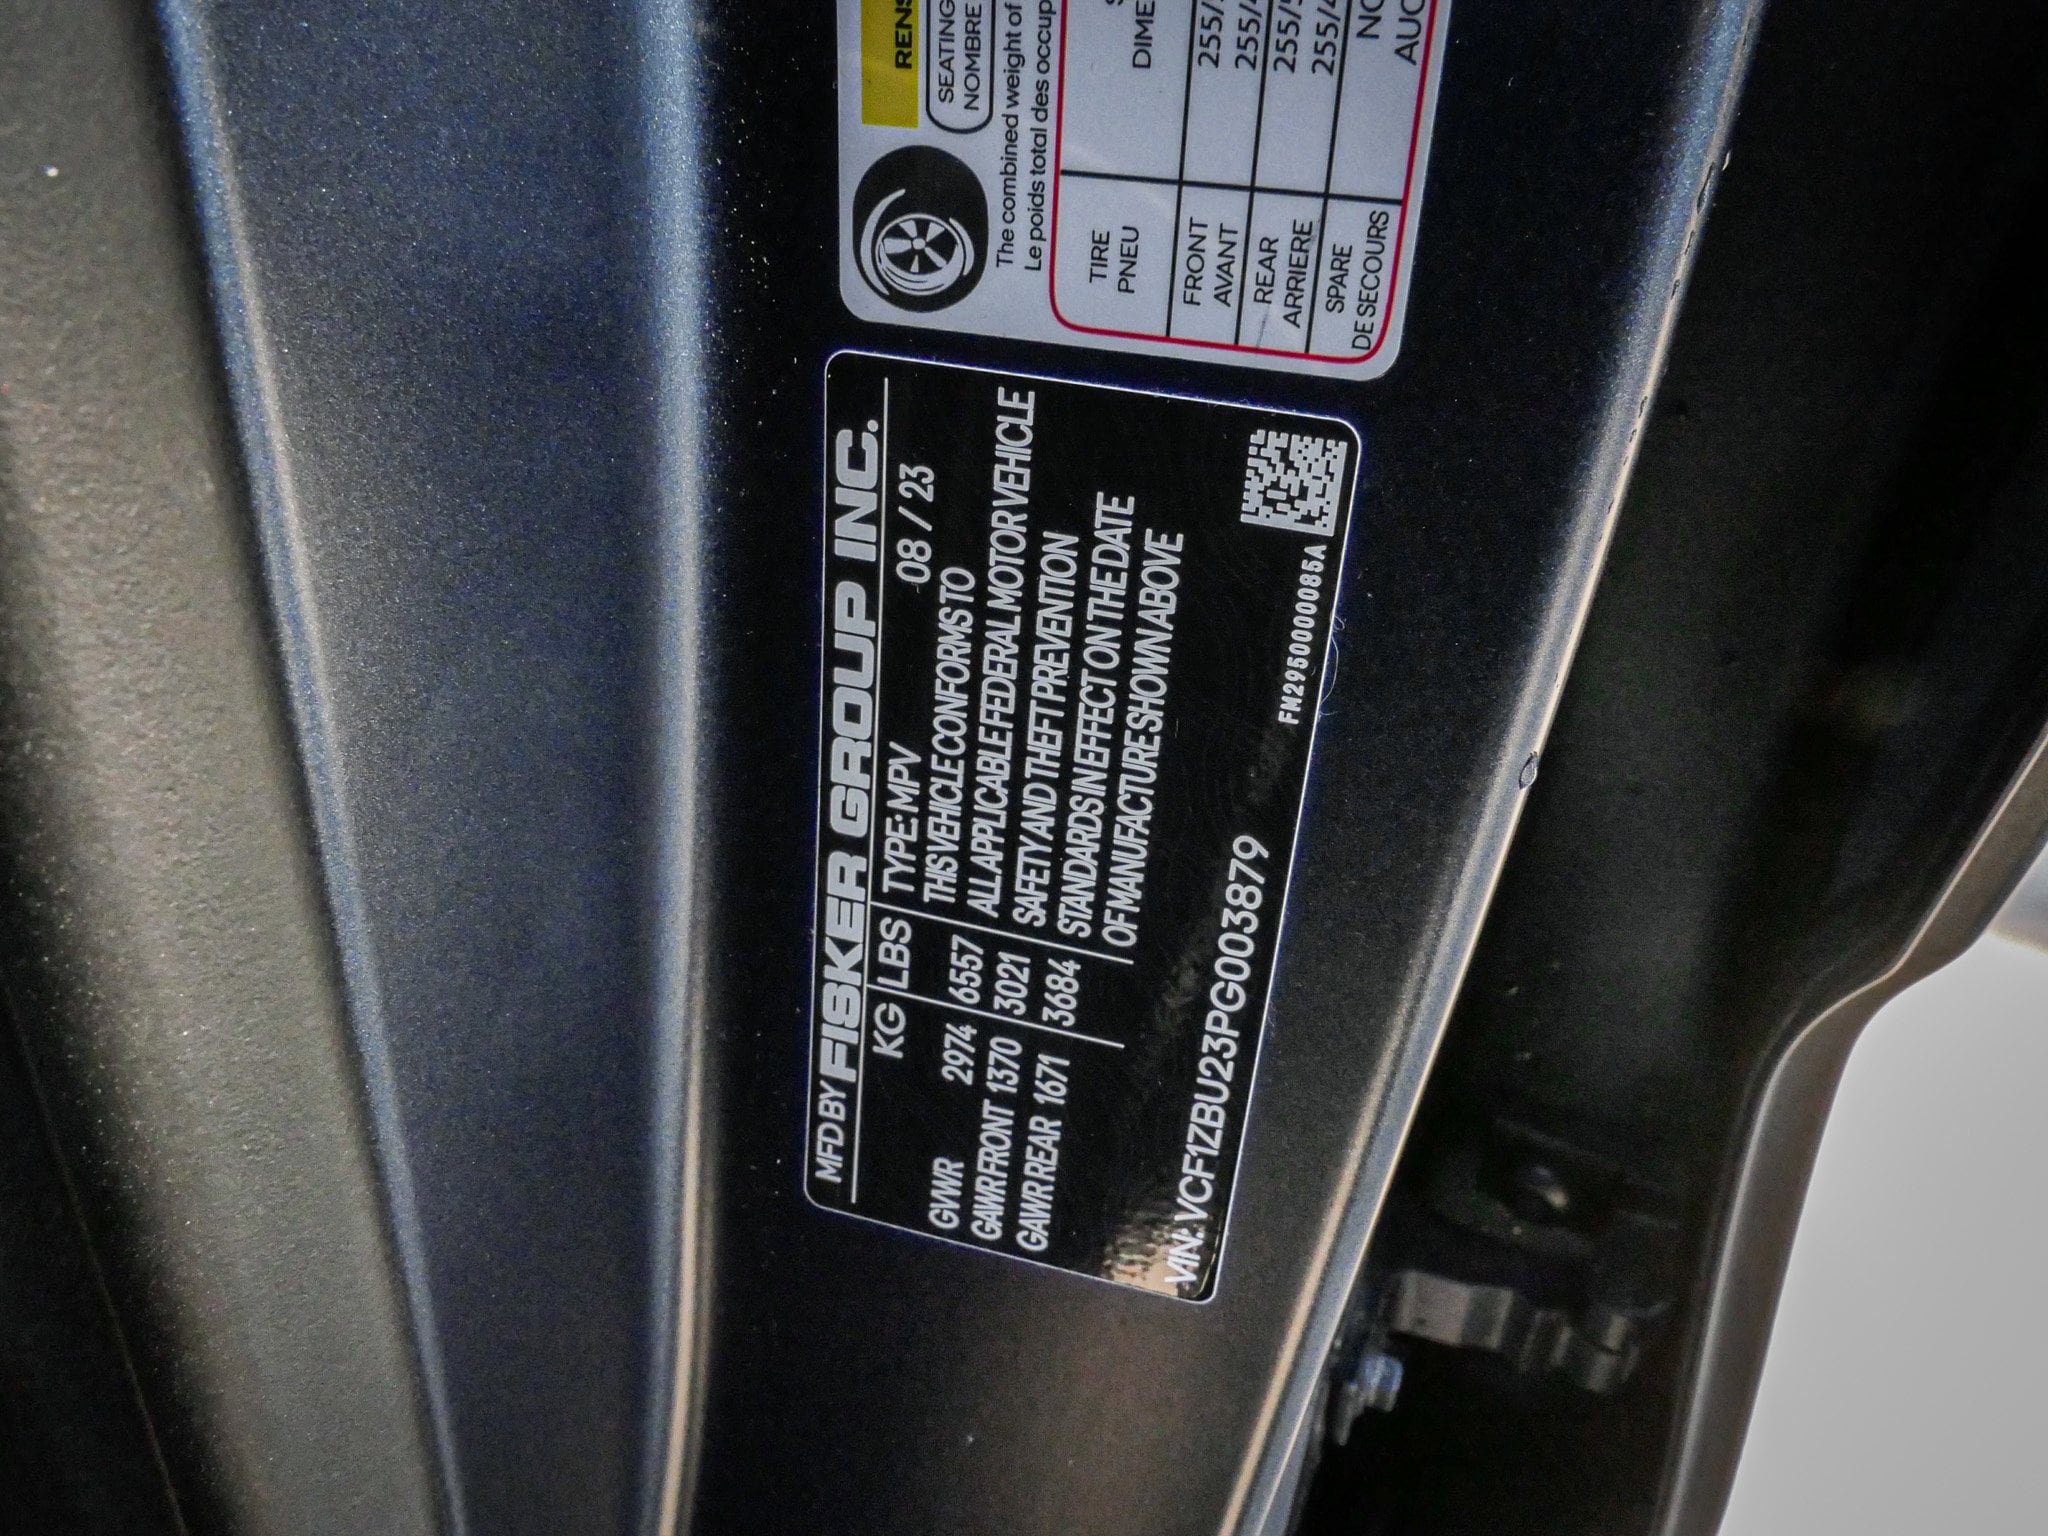 MFD BY FISKER GROUP INC.
KG LBS TYPE: MPV 08 / 23
THIS VEHICLE CONFORMS TO
GVWR 2974 6557 ALL APPLICABLE FEDERAL MOTOR VEHICLE
GAWR FRONT 1370 3021 SAFETY AND THEFT PREVENTION
GAWR REAR 1671 3684 STANDARDS IN EFFECT ON THE DATE
OF MANUFACTURE SHOWN ABOVE
VIN: VCF1ZBU23PG003879
FM29500000085A
SEATING
NOMBRE
The combined weight of
Le poids total des
TIRE
PNEU
FRONT 255/
AVANT 255/
REAR 255/
ARRIERE 255/
SPARE
DE SECOURS